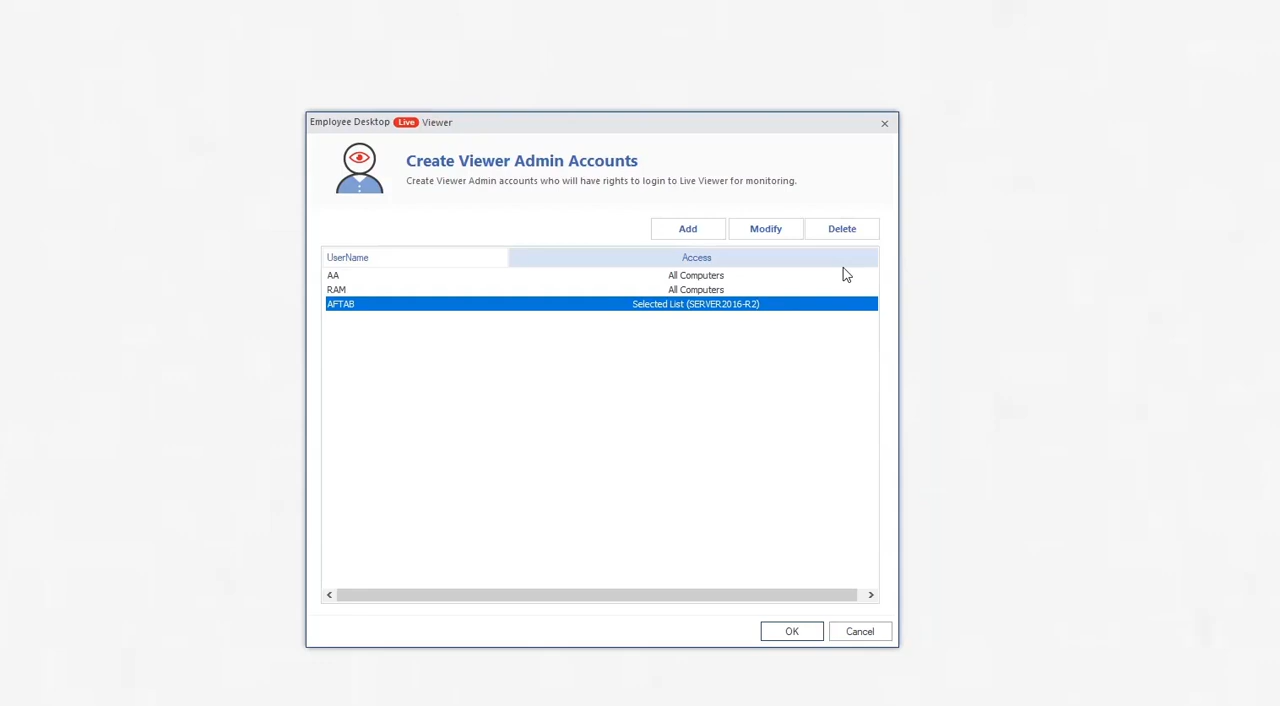 Employee Desktop Live Viewer
Create Viewer Admin Accounts
Create Viewer Admin accounts who will have rights to login to Live Viewer for monitoring.
Add Modify Delete
UserName Access
AA All Computers
RAM All Computers
AFTAB Selected List (SERVER2016-R2)
OK Cancel